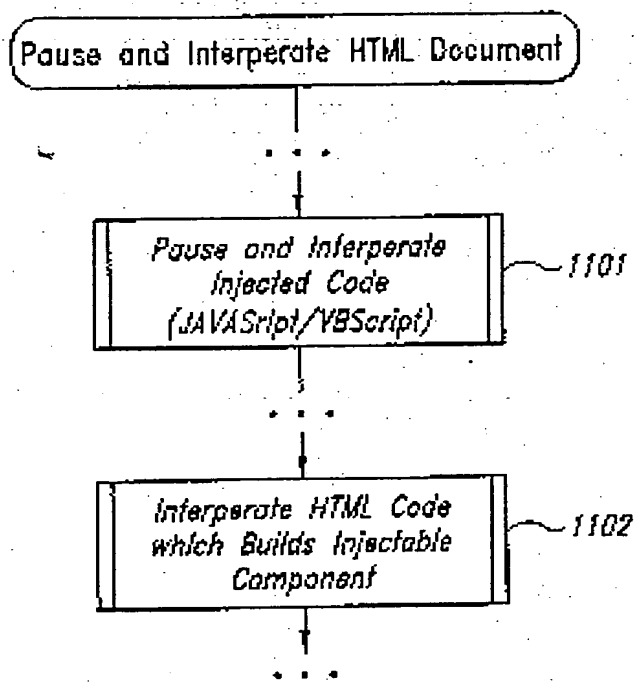 Pause and Interperate HTML Document
Pause and Interperate
Injected Code
(JAVASript/VBScript)
1101
Interperate HTML Code
which Builds Injectable
Component
1102